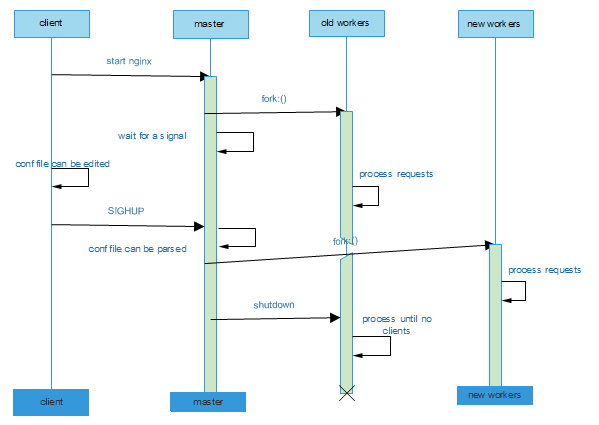 client
master
old workers
new workers
start nginx
fork:()
wait for a signal
conf file can be edited
process requests
SIGHUP
fork:()
conf file can be parsed
process requests
shutdown
process until no
clients
client
master
new workers